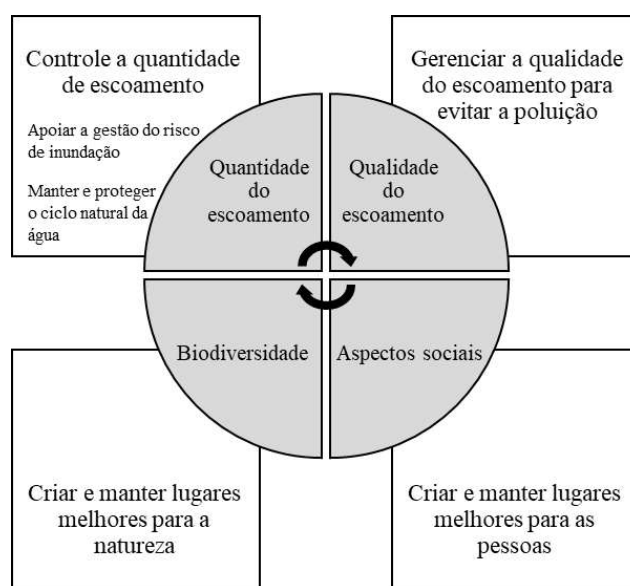 Controle a quantidade
de escoamento
Apoiar a gestão do risco
de inundação
Manter e proteger
o ciclo natural da
água
Gerenciar a qualidade
do escoamento para
evitar a poluição
Quantidade
do
escoamento
Qualidade
do
escoamento
Biodiversidade
Aspectos sociais
Criar e manter lugares
melhores para a
natureza
Criar e manter lugares
melhores para as
pessoas